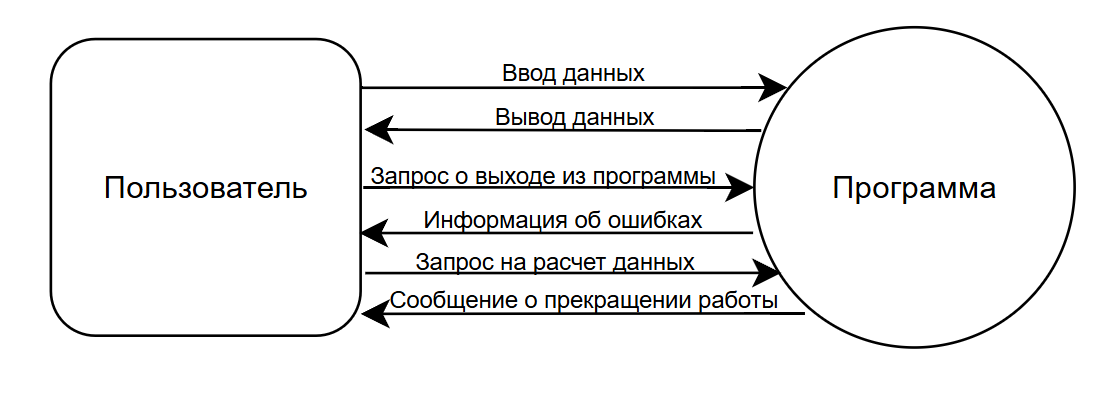 Ввод данных
Вывод данных
Запрос о выходе из программы
Пользователь
Программа
Информация об ошибках
Запрос на расчет данных
Сообщение о прекращении работы